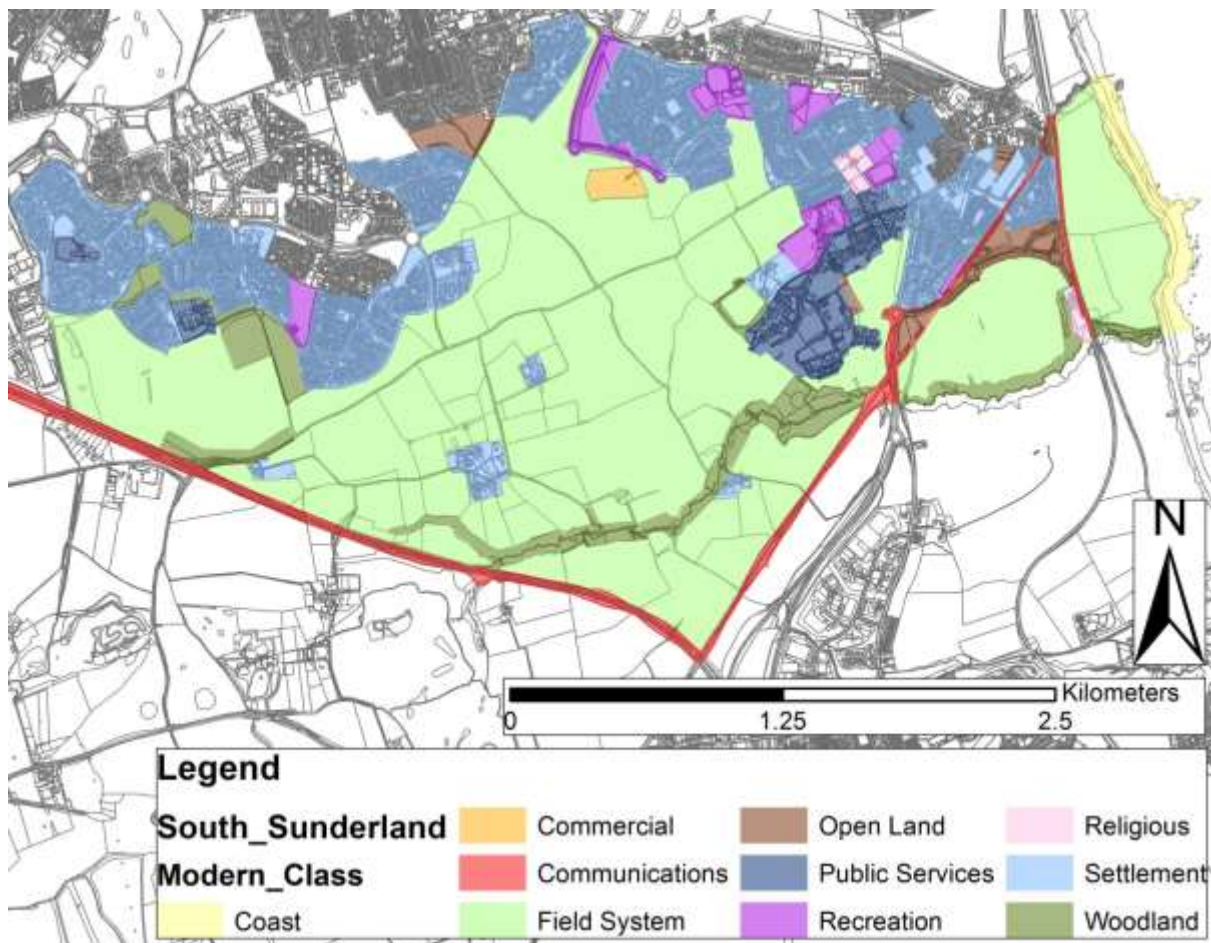 N
Kilometers
0 1.25 2.5
Legend
South_Sunderland
Modern_Class
Coast
Commercial
Communications
Field System
Open Land
Public Services
Recreation
Religious
Settlement
Woodland